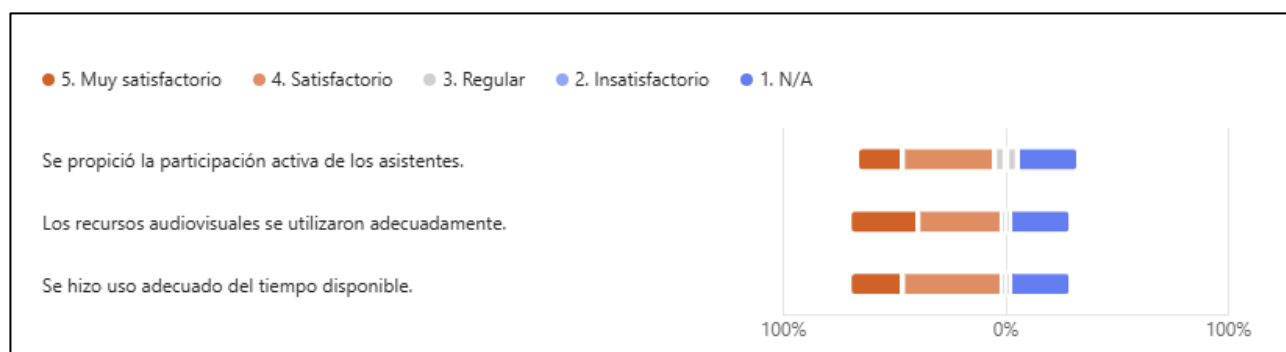 5. Muy satisfactorio 4. Satisfactorio 3. Regular 2. Insatisfactorio 1. N/A
Se propició la participación activa de los asistentes.
Los recursos audiovisuales se utilizaron adecuadamente.
Se hizo uso adecuado del tiempo disponible.
100% 0% 100%